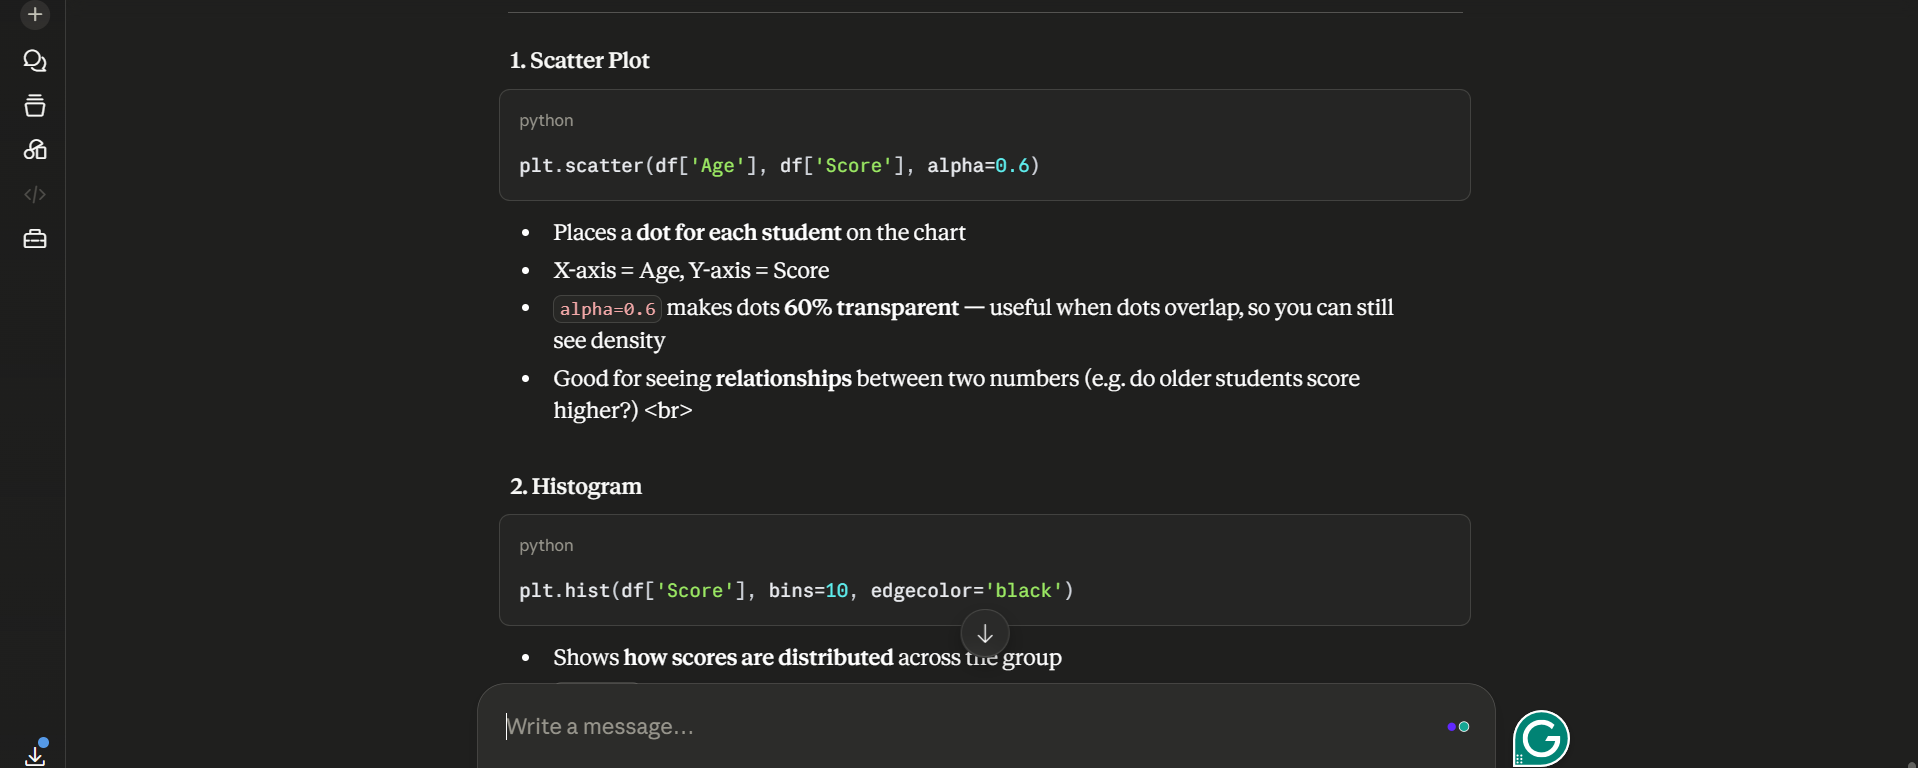 1. Scatter Plot
python
plt.scatter(df['Age'], df['Score'], alpha=0.6)
• Places a dot for each student on the chart
• X-axis = Age, Y-axis = Score
• alpha=0.6 makes dots 60% transparent — useful when dots overlap, so you can still
see density
• Good for seeing relationships between two numbers (e.g. do older students score
higher?) <br>
2. Histogram
python
plt.hist(df['Score'], bins=10, edgecolor='black')
• Shows how scores are distributed across the group
Write a message...